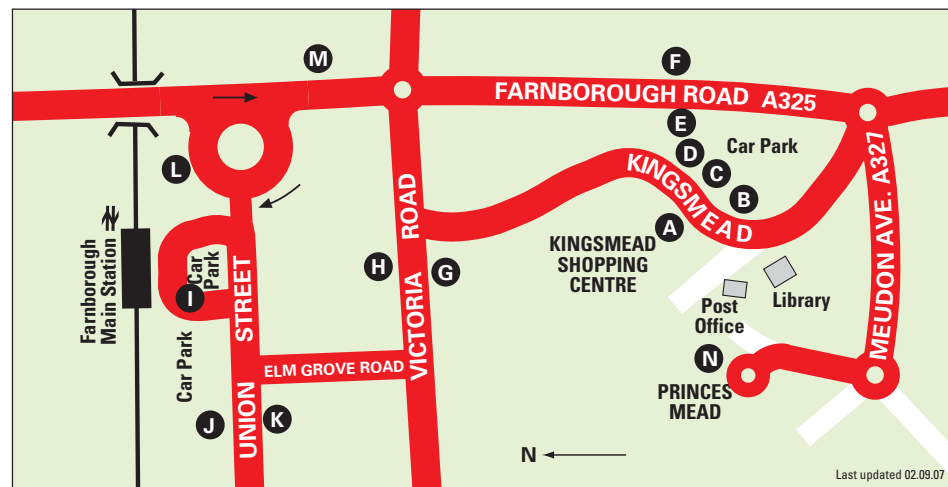 M
F
FARNBOROUGH ROAD A325
E
D
Car Park
C
B
KINGSMEAD
A
L
KINGSMEAD
SHOPPING
CENTRE
MEUDON AVE. A327
Farnborough
Main Station
Car
Park
I
H
G
VICTORIA ROAD
Post
Office
Library
UNION STREET
Car Park
ELM GROVE ROAD
N
PRINCES
MEAD
J
K
N
Last updated 02.09.07